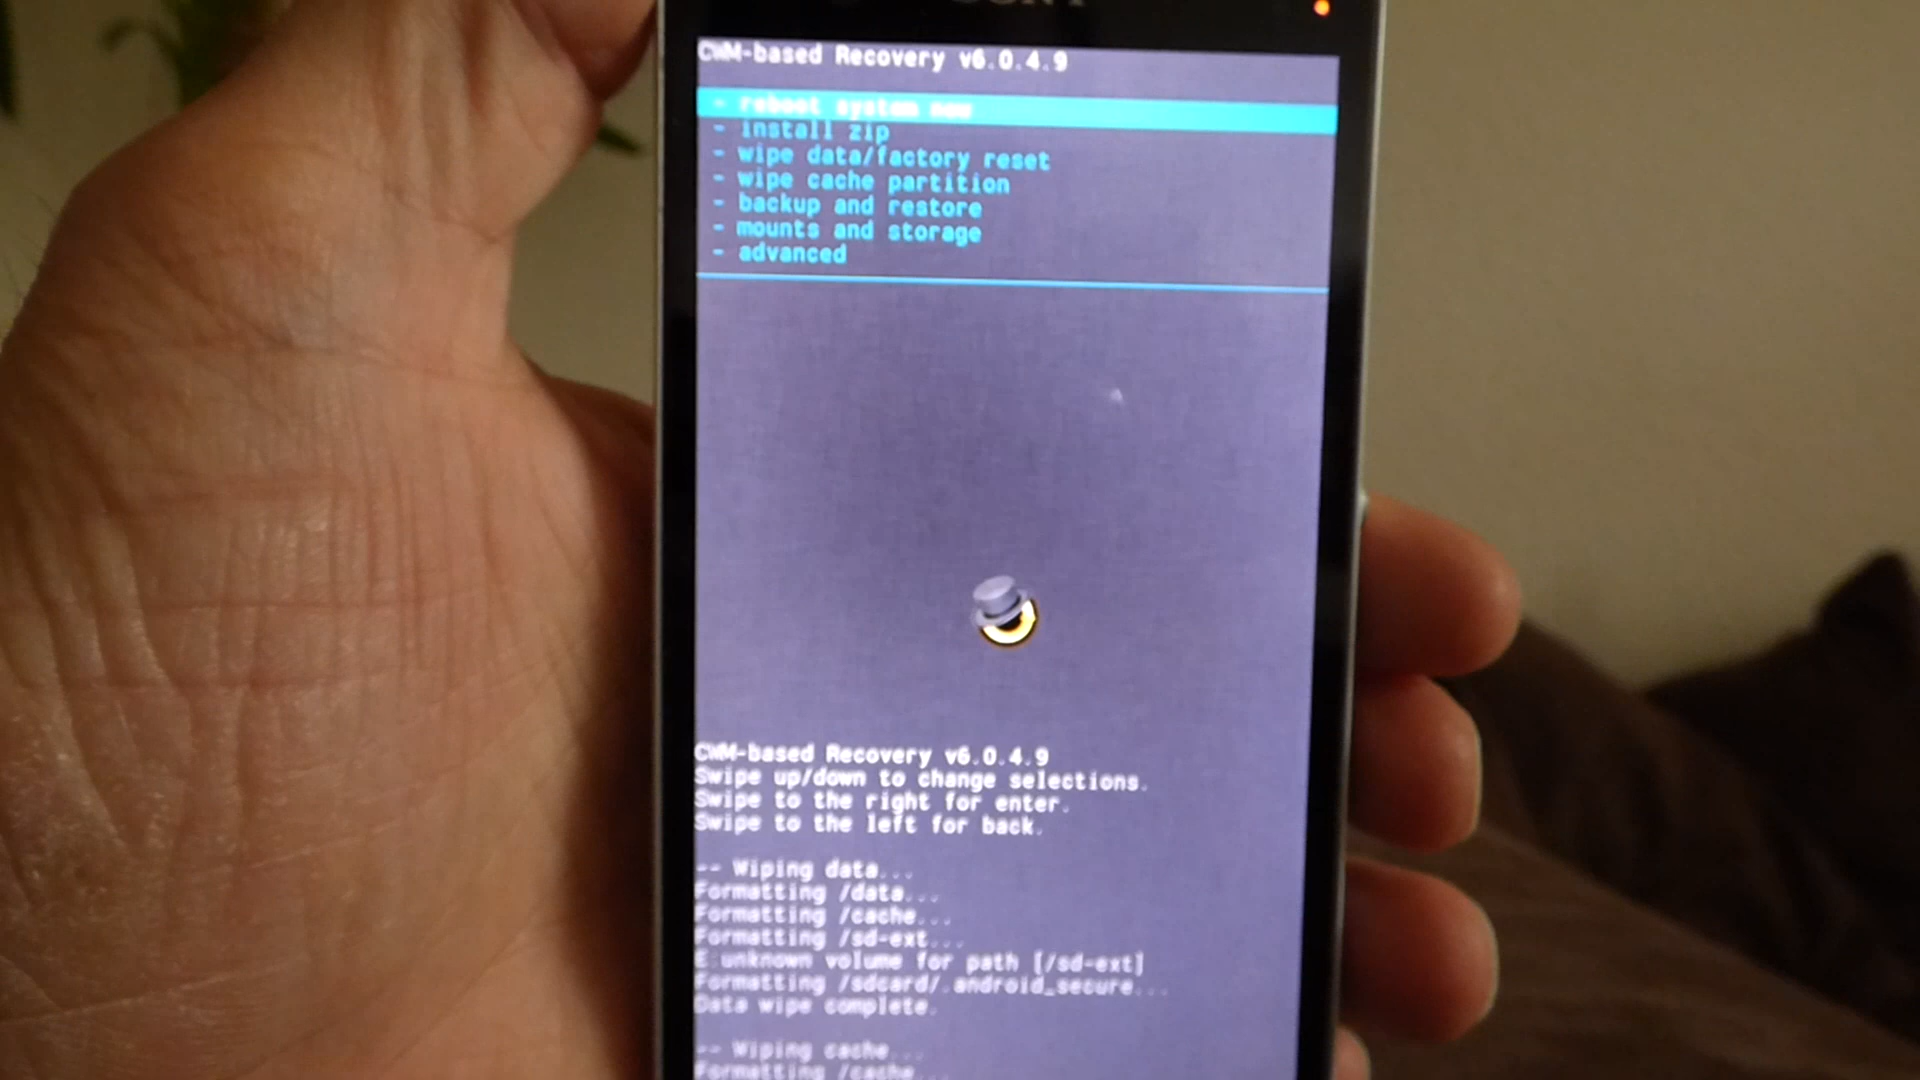 SONY
CWM-based Recovery v6.0.4.9
- reboot system now
- install zip
- wipe data/factory reset
- wipe cache partition
- backup and restore
- mounts and storage
- advanced
CWM-based Recovery v6.0.4.9
Swipe up/down to change selections.
Swipe to the right for enter.
Swipe to the left for back.
-- Wiping data...
Formatting /data...
Formatting /cache...
Formatting /sd-ext...
E:unknown volume for path [/sd-ext]
Formatting /sdcard/.android_secure...
Data wipe complete.
-- Wiping cache...
Formatting /cache...